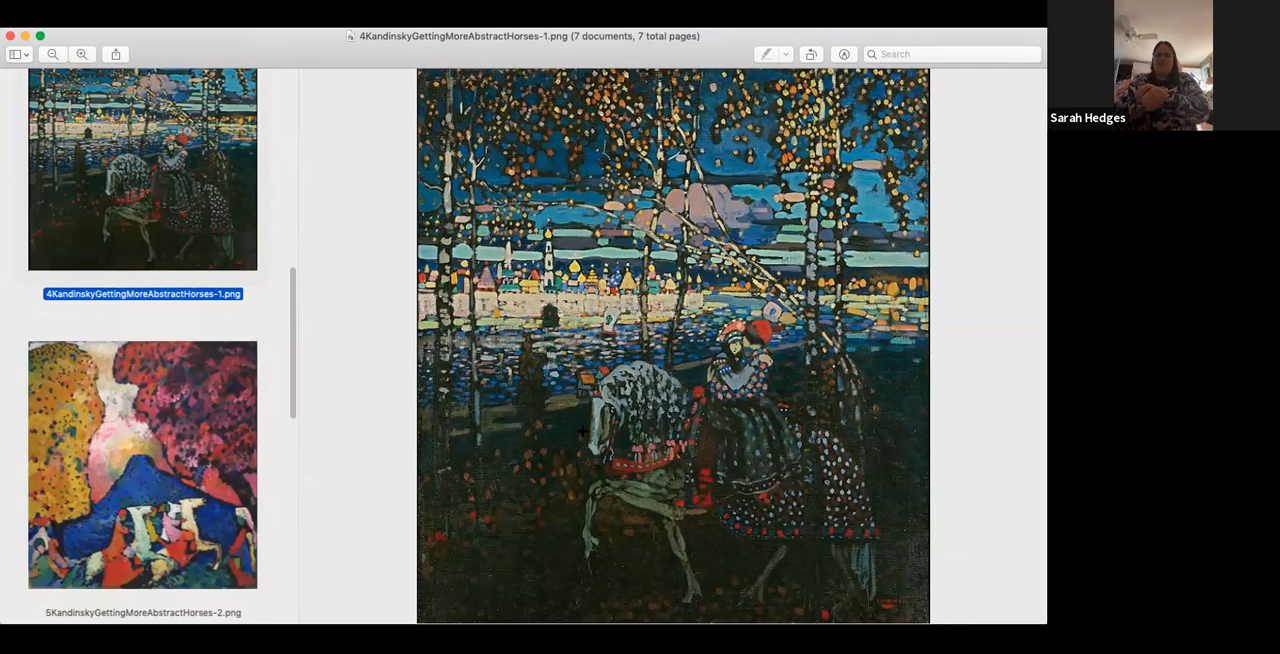 4KandinskyGettingMoreAbstractHorses-1.png (7 documents, 7 total pages)
Search
Sarah Hedges
4KandinskyGettingMoreAbstractHorses-1.png
5KandinskyGettingMoreAbstractHorses-2.png